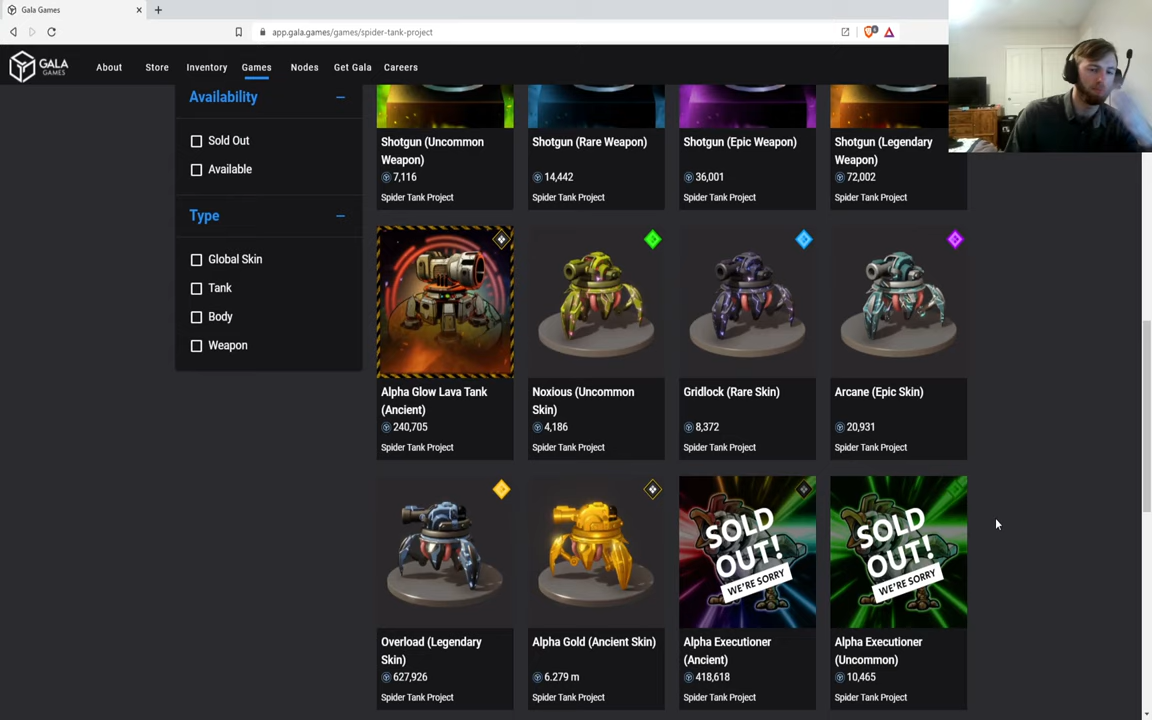 Gala Games
app.gala.games/games/spider-tank-project
GALA
GAMES
About
Store
Inventory
Games
Nodes
Get Gala
Careers
Availability
Sold Out
Available
Type
Global Skin
Tank
Body
Weapon
Shotgun (Uncommon
Weapon)
7,116
Spider Tank Project
Shotgun (Rare Weapon)
14,442
Spider Tank Project
Shotgun (Epic Weapon)
36,001
Spider Tank Project
Shotgun (Legendary
Weapon)
72,002
Spider Tank Project
Alpha Glow Lava Tank
(Ancient)
240,705
Spider Tank Project
Noxious (Uncommon
Skin)
4,186
Spider Tank Project
Gridlock (Rare Skin)
8,372
Spider Tank Project
Arcane (Epic Skin)
20,931
Spider Tank Project
Overload (Legendary
Skin)
627,926
Spider Tank Project
Alpha Gold (Ancient Skin)
6.279 m
Spider Tank Project
SOLD
OUT!
WE'RE SORRY
Alpha Executioner
(Ancient)
418,618
Spider Tank Project
SOLD
OUT!
WE'RE SORRY
Alpha Executioner
(Uncommon)
10,465
Spider Tank Project